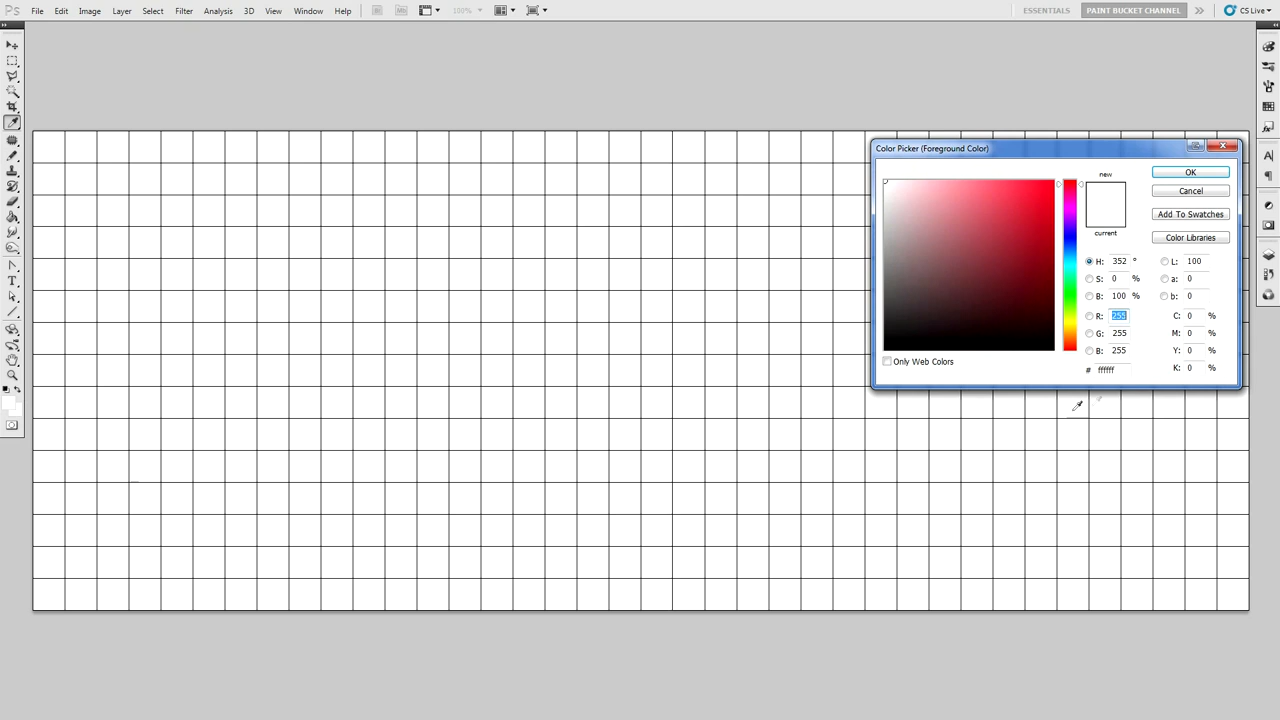 Ps File Edit Image Layer Select Filter Analysis 3D View Window Help 100% ESSENTIALS PAINT BUCKET CHANNEL CS Live
Color Picker (Foreground Color)
new
current
OK
Cancel
Add To Swatches
Color Libraries
H: 352 ° L: 100
S: 0 % a: 0
B: 100 % b: 0
R: 255 C: 0 %
G: 255 M: 0 %
B: 255 Y: 0 %
# ffffff K: 0 %
Only Web Colors